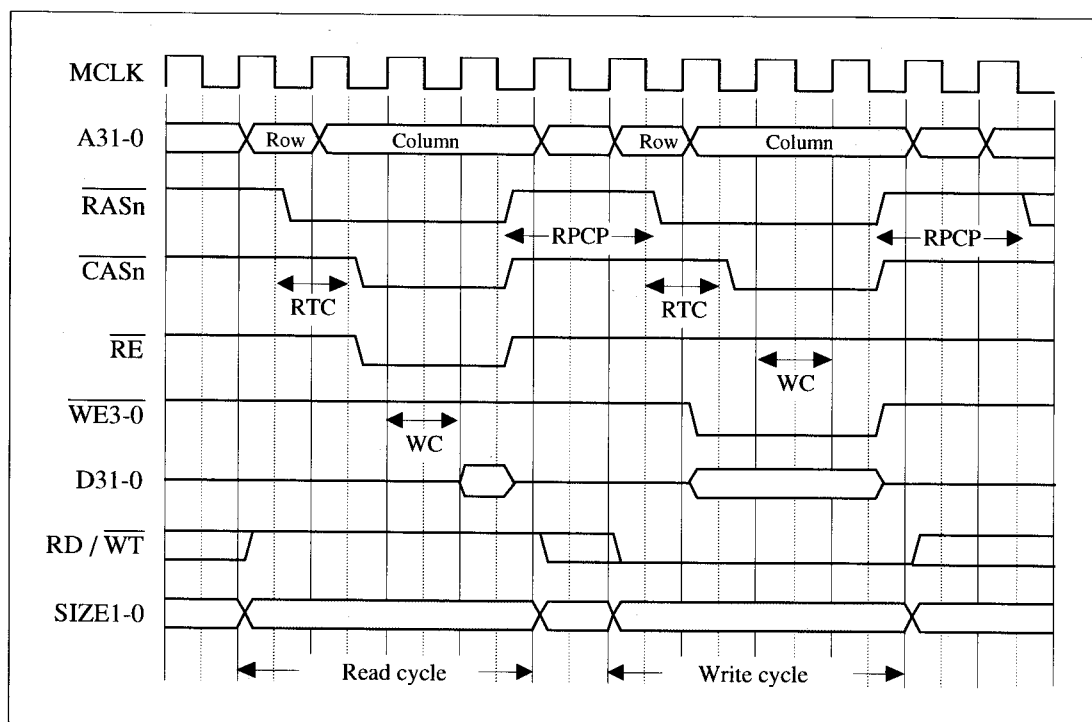 MCLK
A31-0 Row Column Row Column
RASn
RPCP RPCP
CASn
RTC RTC
RE
WC
WE3-0
WC
D31-0
RD / WT
SIZE1-0
Read cycle Write cycle